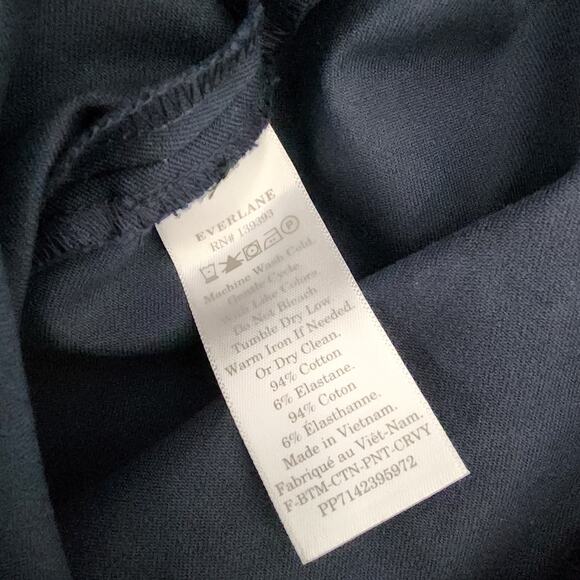 EVERLANE
RN# 139393
Machine Wash Cold.
Gentle Cycle
With Like Colors.
Do Not Bleach
Tumble Dry Low
Warm Iron If Needed.
Or Dry Clean.
94% Cotton
6% Elastane.
94% Coton
6% Élasthanne.
Made in Vietnam.
Fabriqué au Viêt-Nam.
F-BTM-CTN-PNT-CRVY
PP7142395972